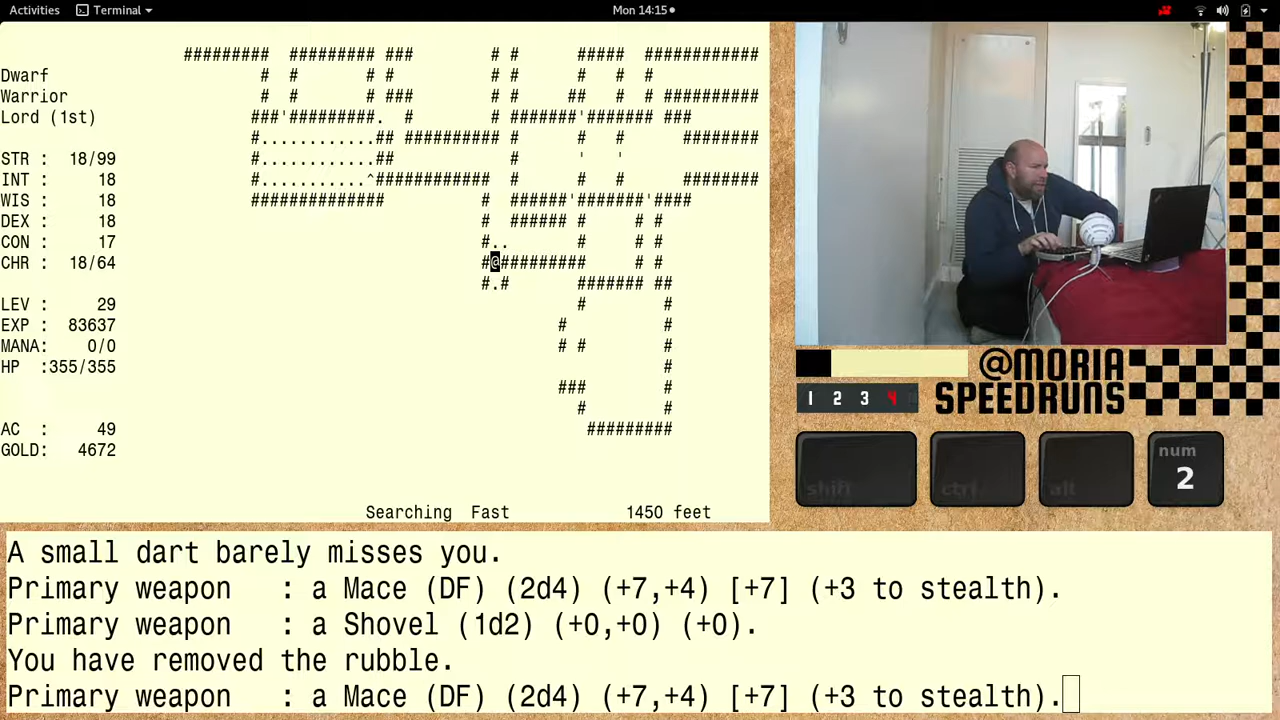 Activities Terminal Mon 14:15
######### ######### ### # # ##### ############
Dwarf # # # # # # # # #
Warrior # # # ### # # ## # # ##########
Lord (1st) ###'#########. # # #######'####### ###
#............## ########## # # # ########
STR : 18/99 #............## # # ' '
INT : 18 #...........^############ # # # ########
WIS : 18 ############## # ######'#######'####
DEX : 18 # ###### # # #
CON : 17 #.. # # #
CHR : 18/64 #@######### # #
#.# ####### ##
LEV : 29 # #
EXP : 83637 # #
MANA: 0/0 # # #
HP :355/355 #
### #
# #
AC : 49 #########
GOLD: 4672
Searching Fast 1450 feet
@MORIA
SPEEDRUNS
1 2 3 4
shift ctrl alt num
2
A small dart barely misses you.
Primary weapon : a Mace (DF) (2d4) (+7,+4) [+7] (+3 to stealth).
Primary weapon : a Shovel (1d2) (+0,+0) (+0).
You have removed the rubble.
Primary weapon : a Mace (DF) (2d4) (+7,+4) [+7] (+3 to stealth).